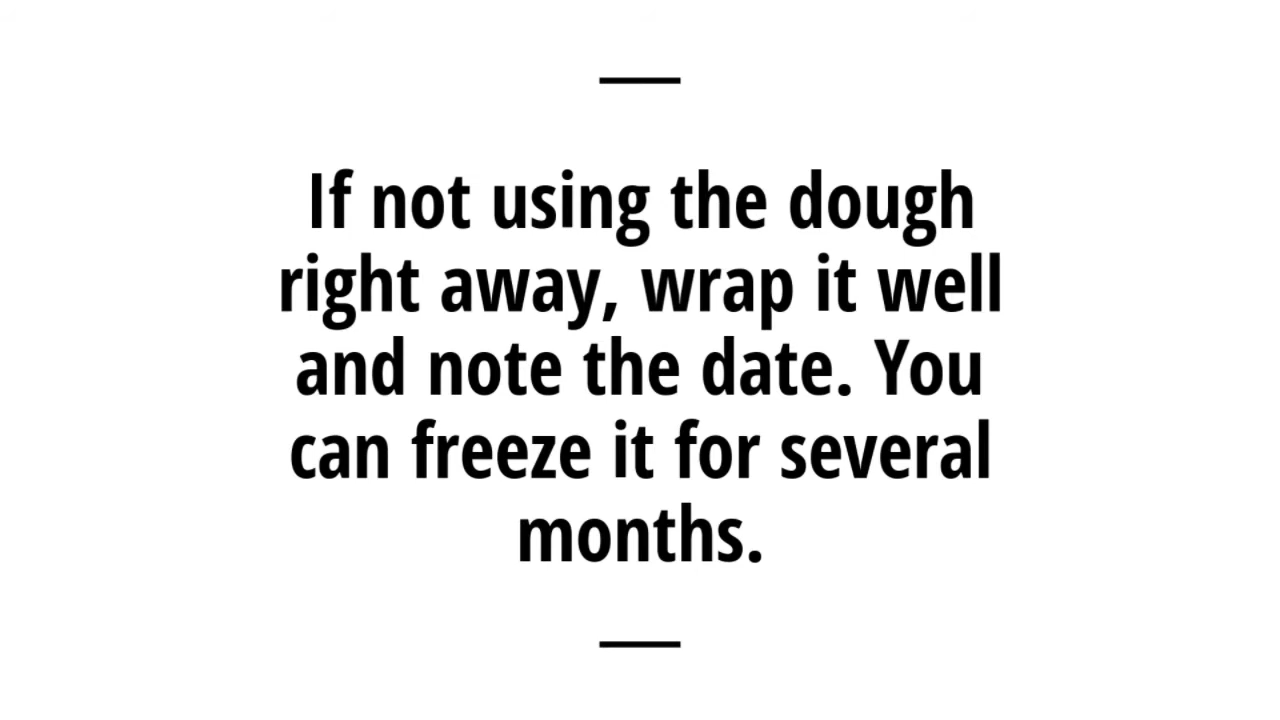 If not using the dough
right away, wrap it well
and note the date. You
can freeze it for several
months.